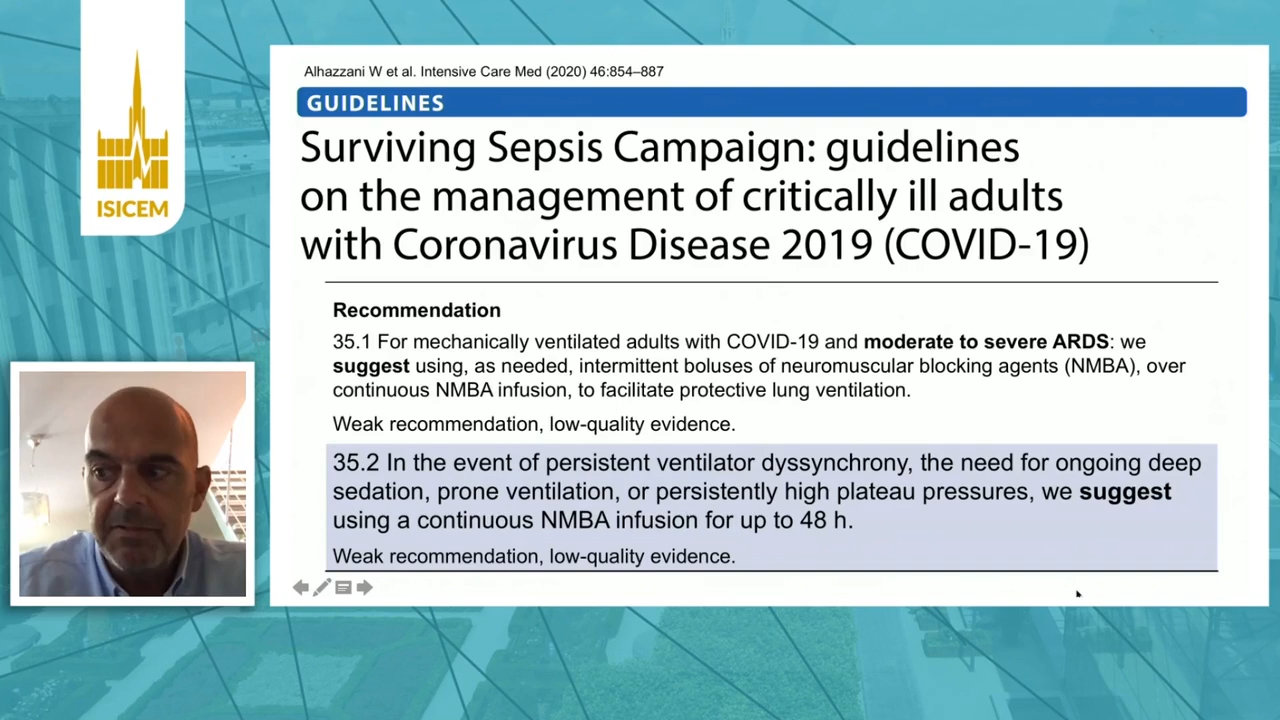 ISICEM
Alhazzani W et al. Intensive Care Med (2020) 46:854–887
GUIDELINES
Surviving Sepsis Campaign: guidelines
on the management of critically ill adults
with Coronavirus Disease 2019 (COVID-19)
Recommendation
35.1 For mechanically ventilated adults with COVID-19 and moderate to severe ARDS: we
suggest using, as needed, intermittent boluses of neuromuscular blocking agents (NMBA), over
continuous NMBA infusion, to facilitate protective lung ventilation.
Weak recommendation, low-quality evidence.
35.2 In the event of persistent ventilator dyssynchrony, the need for ongoing deep
sedation, prone ventilation, or persistently high plateau pressures, we suggest
using a continuous NMBA infusion for up to 48 h.
Weak recommendation, low-quality evidence.